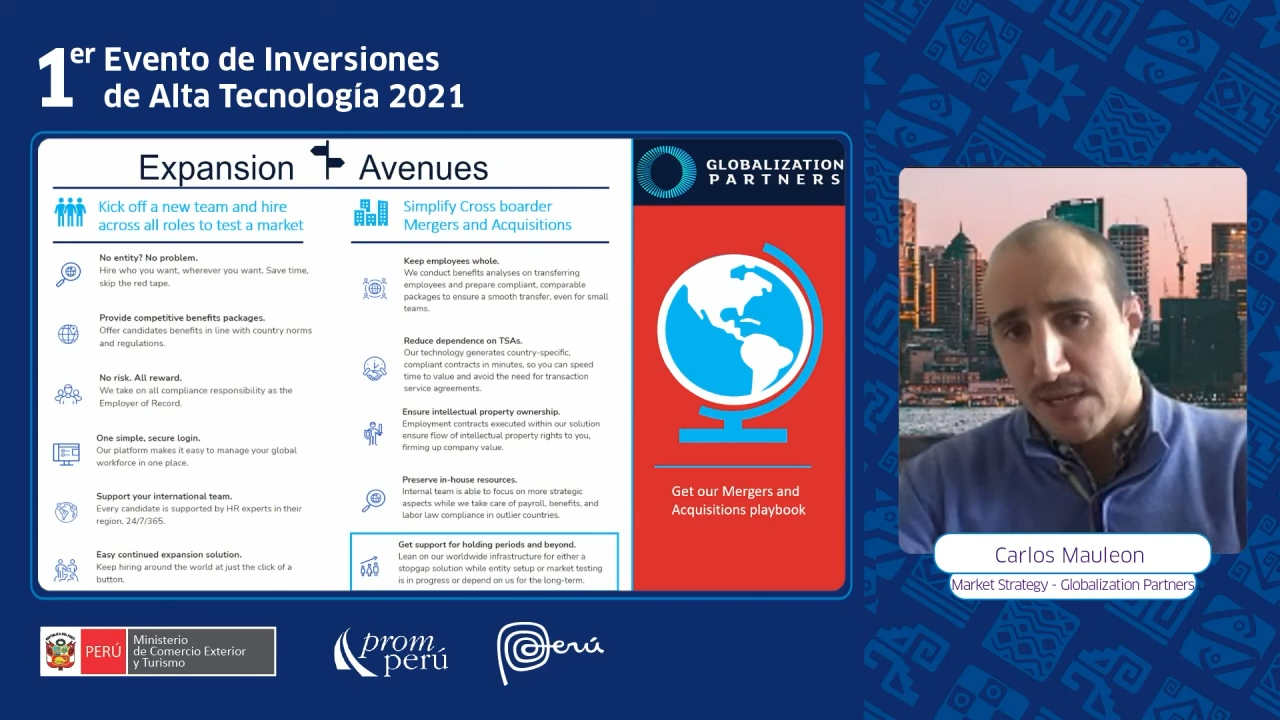 1er Evento de Inversiones
de Alta Tecnología 2021
Expansion Avenues
Kick off a new team and hire
across all roles to test a market
No entity? No problem.
Hire who you want, wherever you want. Save time,
skip the red tape.
Provide competitive benefits packages.
Offer candidates benefits in line with country norms
and regulations.
No risk. All reward.
We take on all compliance responsibility as the
Employer of Record.
One simple, secure login.
Our platform makes it easy to manage your global
workforce in one place.
Support your international team.
Every candidate is supported by HR experts in their
region, 24/7/365.
Easy continued expansion solution.
Keep hiring around the world at just the click of a
button.
Simplify Cross boarder
Mergers and Acquisitions
Keep employees whole.
We conduct benefits analyses on transferring
employees and prepare compliant, comparable
packages to ensure a smooth transfer, even for small
teams.
Reduce dependence on TSAs.
Our technology generates country-specific,
compliant contracts in minutes, so you can speed
time to value and avoid the need for transaction
service agreements.
Ensure intellectual property ownership.
Employment contracts executed within our solution
ensure flow of intellectual property rights to you,
firming up company value.
Preserve in-house resources.
Internal team is able to focus on more strategic
aspects while we take care of payroll, benefits, and
labor law compliance in outlier countries.
Get support for holding periods and beyond.
Lean on our worldwide infrastructure for either a
stopgap solution while entity setup or market testing
is in progress or depend on us for the long-term.
GLOBALIZATION
PARTNERS
Get our Mergers and
Acquisitions playbook
Carlos Mauleon
Market Strategy - Globalization Partners
PERÚ
Ministerio
de Comercio Exterior
y Turismo
prom
perú
Perú